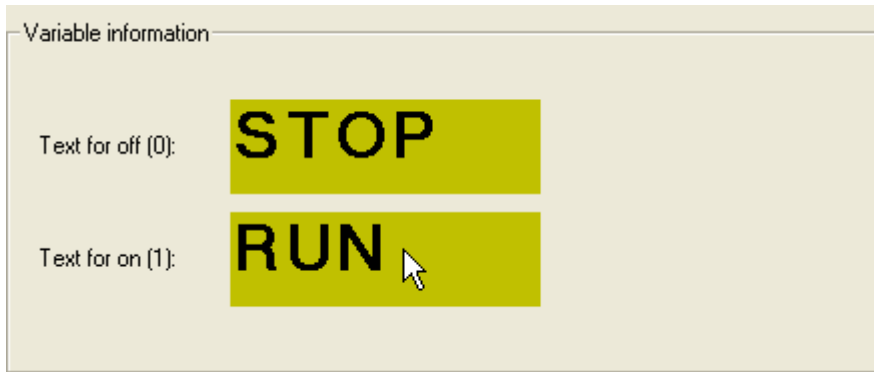 Variable information
Text for off (0):
STOP
Text for on (1):
RUN